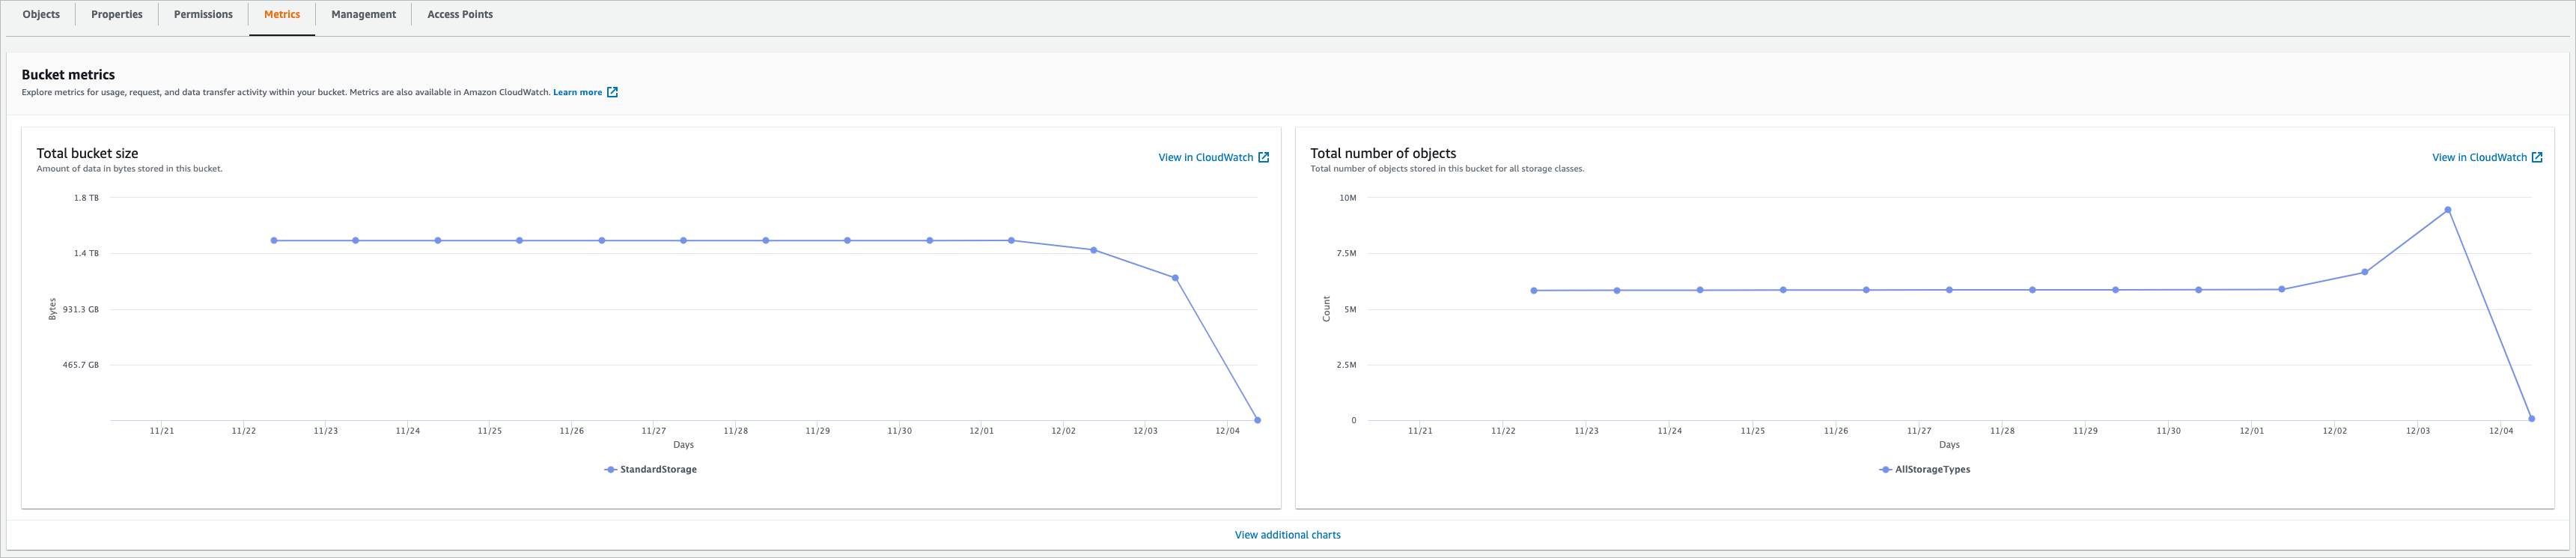 Objects
Properties
Permissions
Metrics
Management
Access Points
Bucket metrics
Explore metrics for usage, request, and data transfer activity within your bucket. Metrics are also available in Amazon CloudWatch. Learn more
Total bucket size
View in CloudWatch
Amount of data in bytes stored in this bucket.
1.8 TB
1.4 TB
931.3 GB
465.7 GB
Bytes
11/21 11/22 11/23 11/24 11/25 11/26 11/27 11/28 11/29 11/30 12/01 12/02 12/03 12/04
Days
StandardStorage
Total number of objects
View in CloudWatch
Total number of objects stored in this bucket for all storage classes.
10M
7.5M
5M
2.5M
0
Count
11/21 11/22 11/23 11/24 11/25 11/26 11/27 11/28 11/29 11/30 12/01 12/02 12/03 12/04
Days
AllStorageTypes
View additional charts